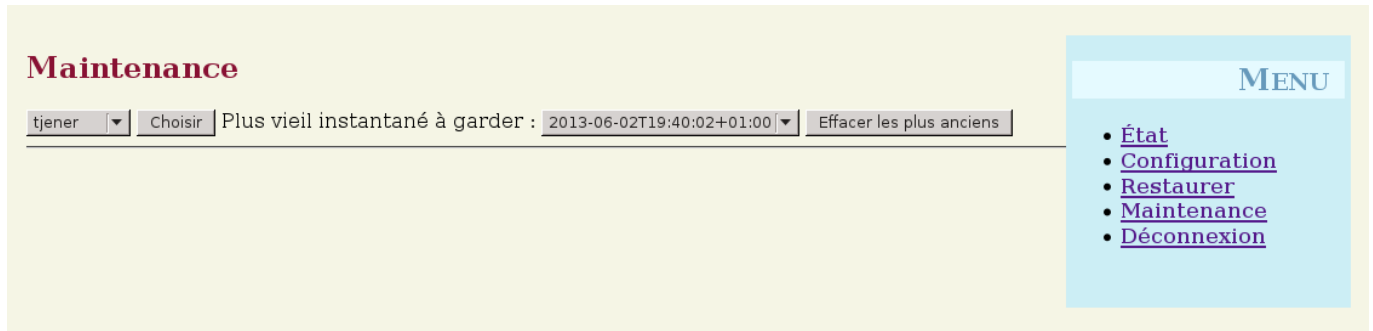 Maintenance
tjener Choisir Plus vieil instantané à garder : 2013-06-02T19:40:02+01:00 Effacer les plus anciens
Menu
État
Configuration
Restaurer
Maintenance
Déconnexion